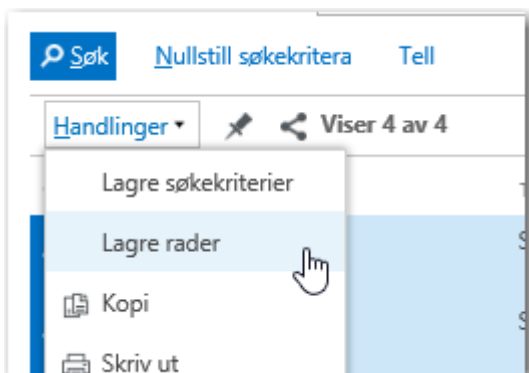 Søk Nullstill søkekritera Tell
Handlinger Viser 4 av 4
Lagre søkekriterier
Lagre rader
Kopi
Skriv ut